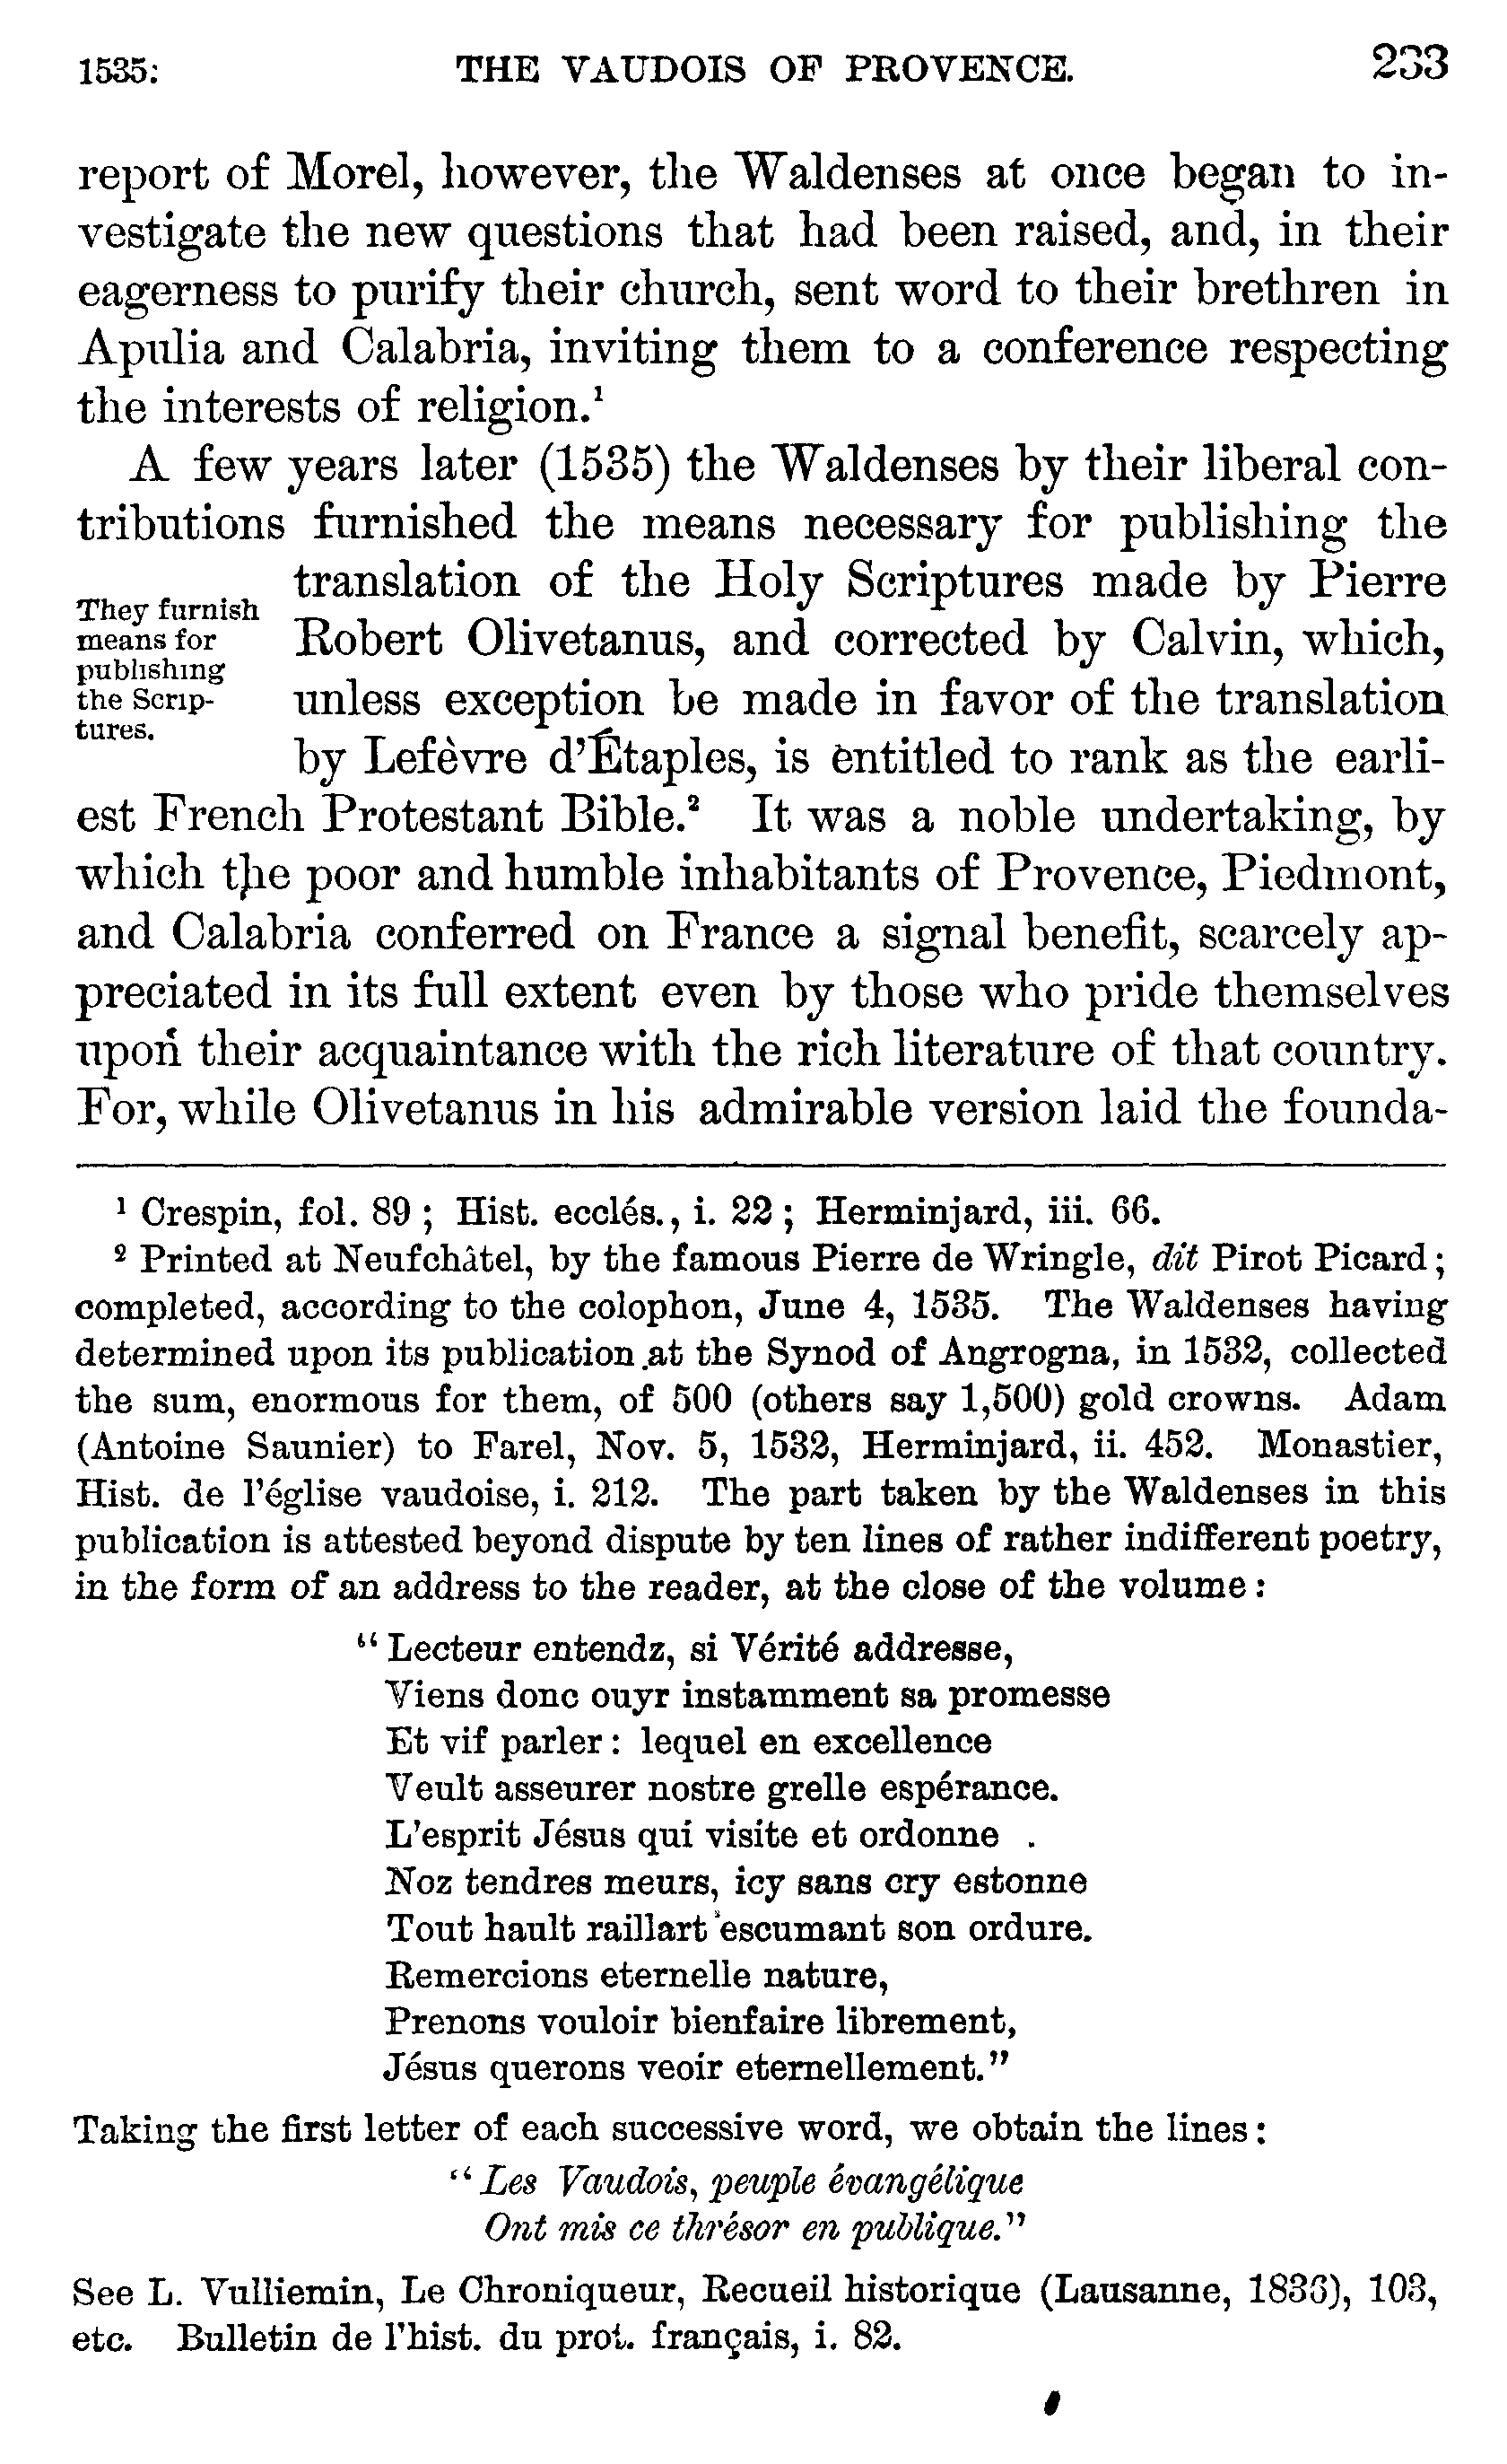 1535. THE VAUDOIS OF PROVENCE. 233
report of Morel, however, the Waldenses at once began to in-
vestigate the new questions that had been raised, and, in their
eagerness to purify their church, sent word to their brethren in
Apulia and Calabria, inviting them to a conference respecting
the interests of religion.¹
A few years later (1535) the Waldenses by their liberal con-
tributions furnished the means necessary for publishing the
They furnish
means for
publishing
the Scrip-
tures.
translation of the Holy Scriptures made by Pierre
Robert Olivetanus, and corrected by Calvin, which,
unless exception be made in favor of the translation
by Lefèvre d'Étaples, is entitled to rank as the earli-
est French Protestant Bible.² It was a noble undertaking, by
which the poor and humble inhabitants of Provence, Piedmont,
and Calabria conferred on France a signal benefit, scarcely ap-
preciated in its full extent even by those who pride themselves
upon their acquaintance with the rich literature of that country.
For, while Olivetanus in his admirable version laid the founda-
¹ Crespin, fol. 89; Hist. ecclés., i. 22; Herminjard, iii. 66.
² Printed at Neufchâtel, by the famous Pierre de Wringle, dit Pirot Picard;
completed, according to the colophon, June 4, 1535. The Waldenses having
determined upon its publication at the Synod of Angrogna, in 1532, collected
the sum, enormous for them, of 500 (others say 1,500) gold crowns. Adam
(Antoine Saunier) to Farel, Nov. 5, 1532, Herminjard, ii. 452. Monastier,
Hist. de l'église vaudoise, i. 212. The part taken by the Waldenses in this
publication is attested beyond dispute by ten lines of rather indifferent poetry,
in the form of an address to the reader, at the close of the volume:
"Lecteur entendz, si Vérité addresse,
Viens donc ouyr instamment sa promesse
Et vif parler: lequel en excellence
Veult asseurer nostre grelle espérance.
L'esprit Jésus qui visite et ordonne
Noz tendres meurs, icy sans cry estonne
Tout hault raillart escumant son ordure.
Remercions eternelle nature,
Prenons vouloir bienfaire librement,
Jésus querons veoir eternellement."
Taking the first letter of each successive word, we obtain the lines:
"Les Vaudois, peuple évangélique
Ont mis ce thrésor en publique."
See L. Vulliemin, Le Chroniqueur, Recueil historique (Lausanne, 1836), 103,
etc. Bulletin de l'hist. du prot. français, i. 82.